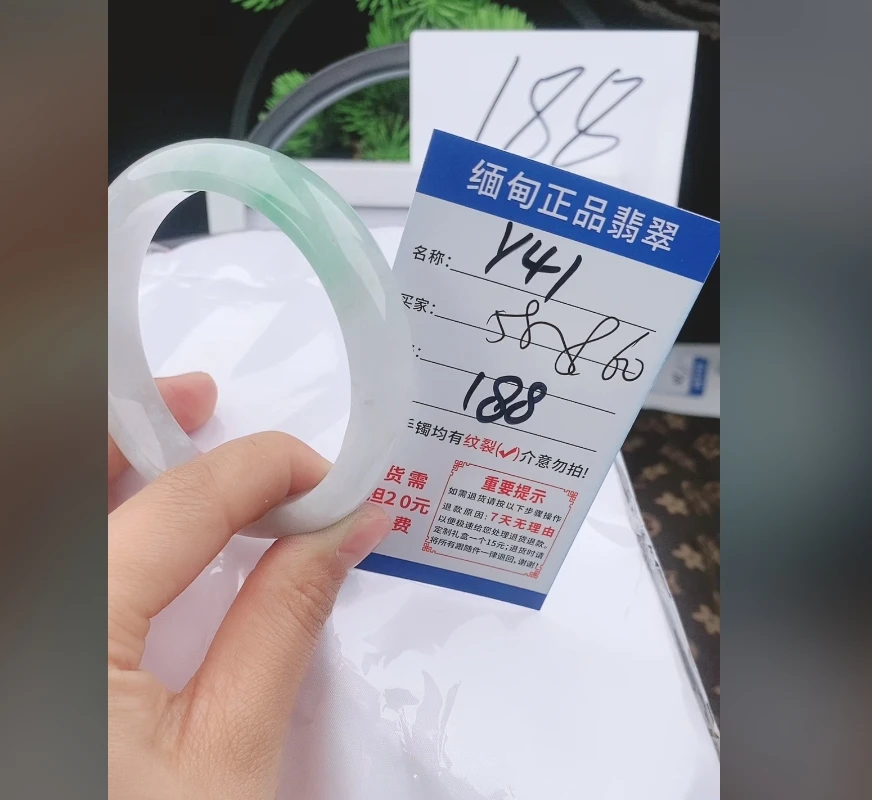 188
缅甸正品翡翠
名称: Y41
买家: 58~8 60
: 188
镯均有纹裂(✓)介意勿拍!
货需
担20元
费
重要提示
如需退货请按以下步骤操作
退款原因:7天无理由
以便极速给您处理退货退款,
定制礼盒一个15元;退货时请
将所有跟随件一律退回,谢谢!